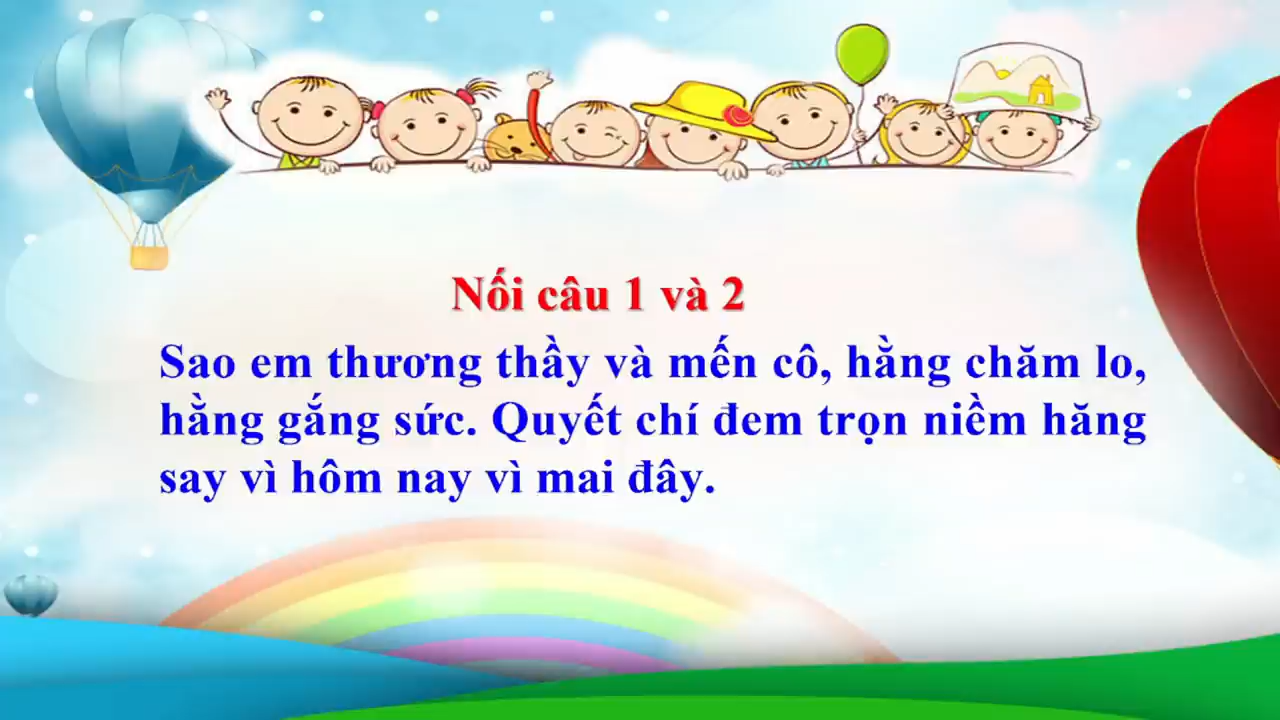 Nối câu 1 và 2
Sao em thương thầy và mến cô, hằng chăm lo,
hằng gắng sức. Quyết chí đem trọn niềm hăng
say vì hôm nay vì mai đây.